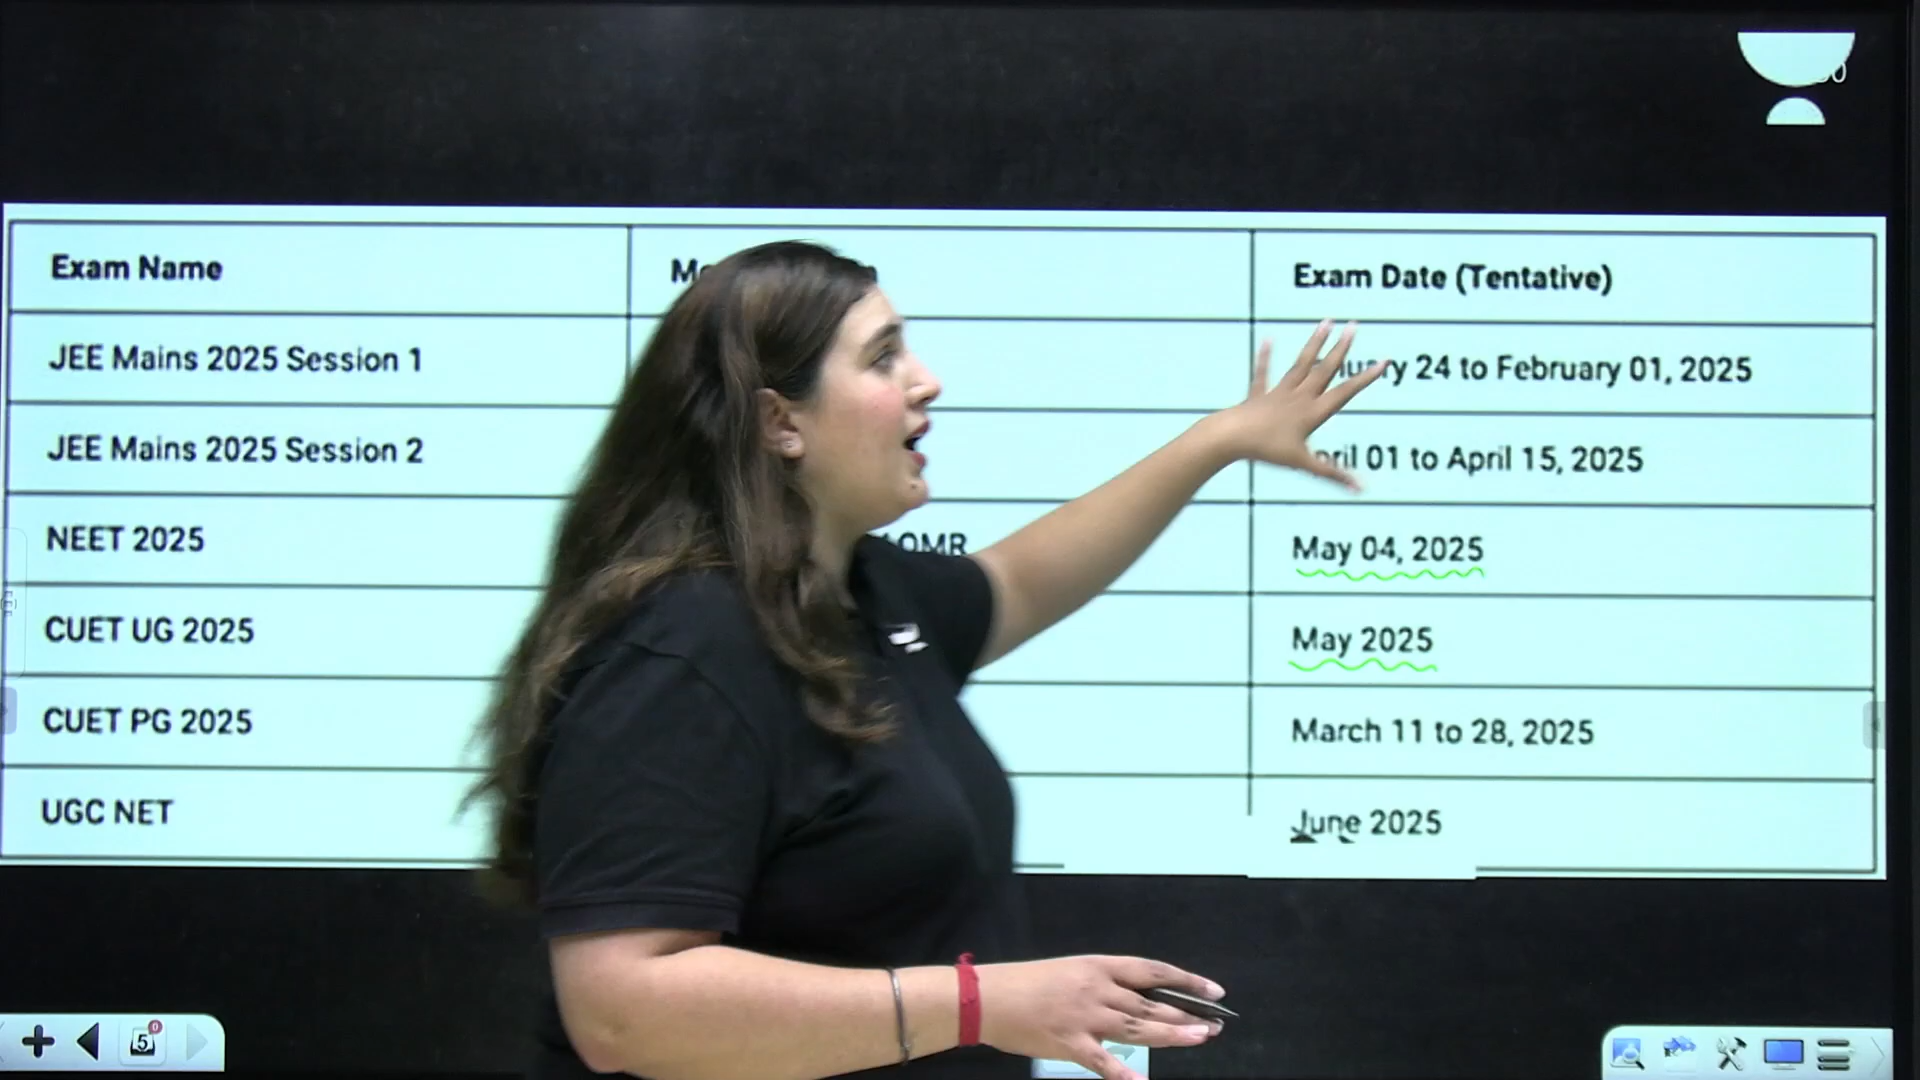 Exam Name Exam Date (Tentative)
JEE Mains 2025 Session 1 24 to February 01, 2025
JEE Mains 2025 Session 2 01 to April 15, 2025
NEET 2025 OMR May 04, 2025
CUET UG 2025 May 2025
CUET PG 2025 March 11 to 28, 2025
UGC NET June 2025
5